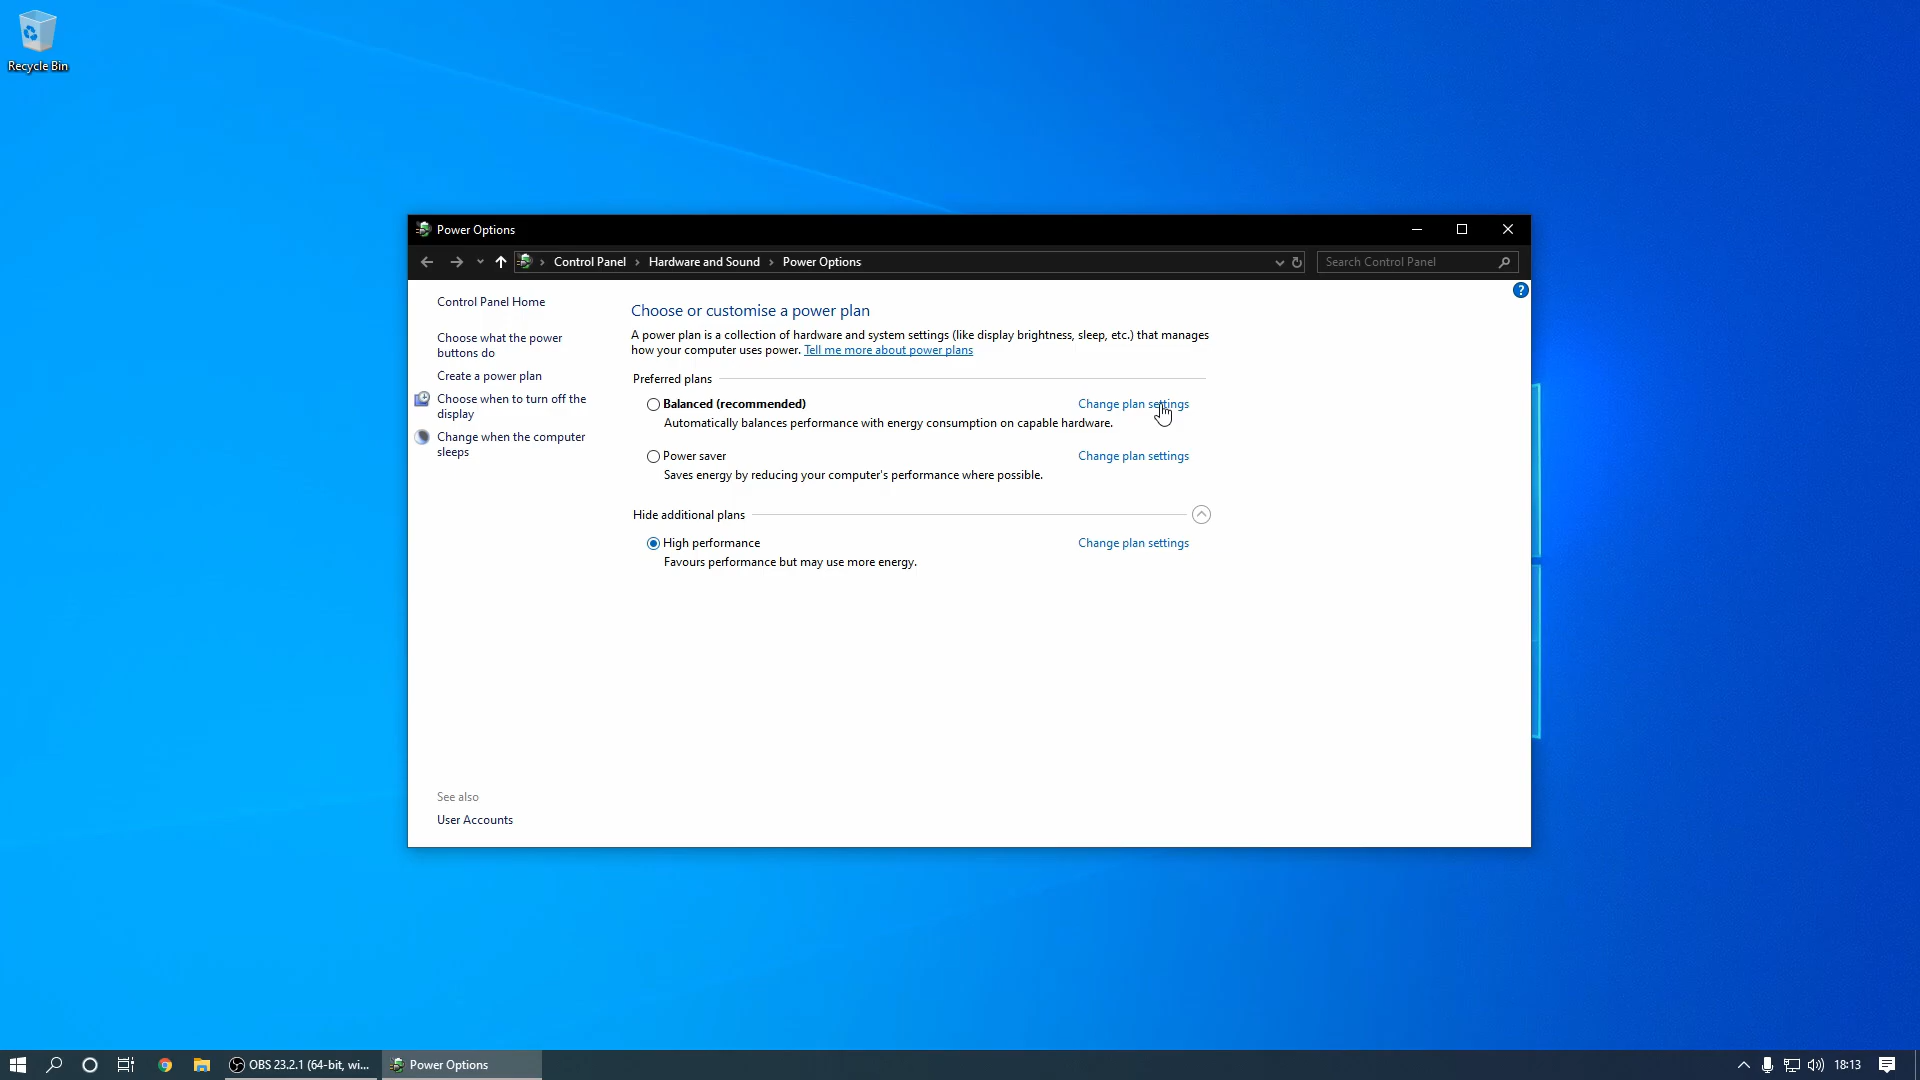 Recycle Bin
Power Options
Control Panel
Hardware and Sound
Power Options
Search Control Panel
Control Panel Home
Choose what the power
buttons do
Create a power plan
Choose when to turn off the
display
Change when the computer
sleeps
See also
User Accounts
Choose or customise a power plan
A power plan is a collection of hardware and system settings (like display brightness, sleep, etc.) that manages
how your computer uses power. Tell me more about power plans
Preferred plans
Balanced (recommended) Change plan settings
Automatically balances performance with energy consumption on capable hardware.
Power saver Change plan settings
Saves energy by reducing your computer's performance where possible.
Hide additional plans
High performance Change plan settings
Favours performance but may use more energy.
OBS 23.2.1 (64-bit, wi...
Power Options
18:13